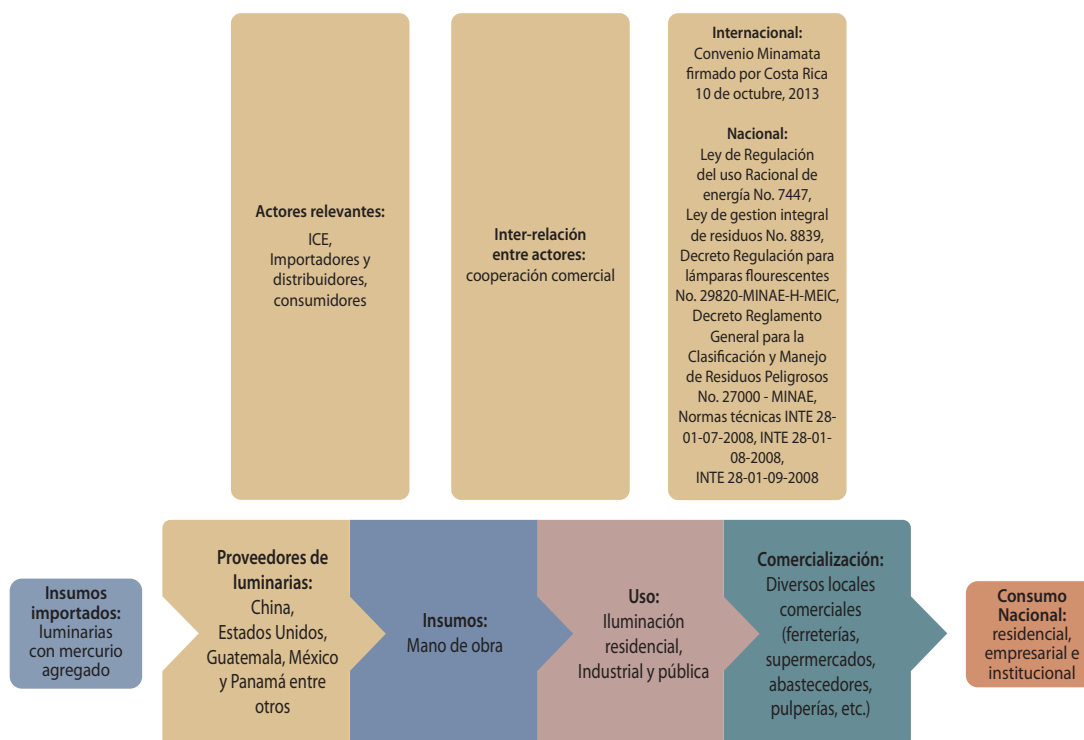 Actores relevantes:
ICE,
Importadores y
distribuidores,
consumidores
Inter-relación
entre actores:
cooperación comercial
Internacional:
Convenio Minamata
firmado por Costa Rica
10 de octubre, 2013
Nacional:
Ley de Regulación
del uso Racional de
energía No. 7447,
Ley de gestion integral
de residuos No. 8839,
Decreto Regulación para
lámparas flourescentes
No. 29820-MINAE-H-MEIC,
Decreto Reglamento
General para la
Clasificación y Manejo
de Residuos Peligrosos
No. 27000 - MINAE,
Normas técnicas INTE 28-
01-07-2008, INTE 28-01-
08-2008,
INTE 28-01-09-2008
Insumos
importados:
luminarias
con mercurio
agregado
Proveedores de
luminarias:
China,
Estados Unidos,
Guatemala, México
y Panamá entre
otros
Insumos:
Mano de obra
Uso:
Iluminación
residencial,
Industrial y pública
Comercialización:
Diversos locales
comerciales
(ferreterías,
supermercados,
abastecedores,
pulperías, etc.)
Consumo
Nacional:
residencial,
empresarial e
institucional